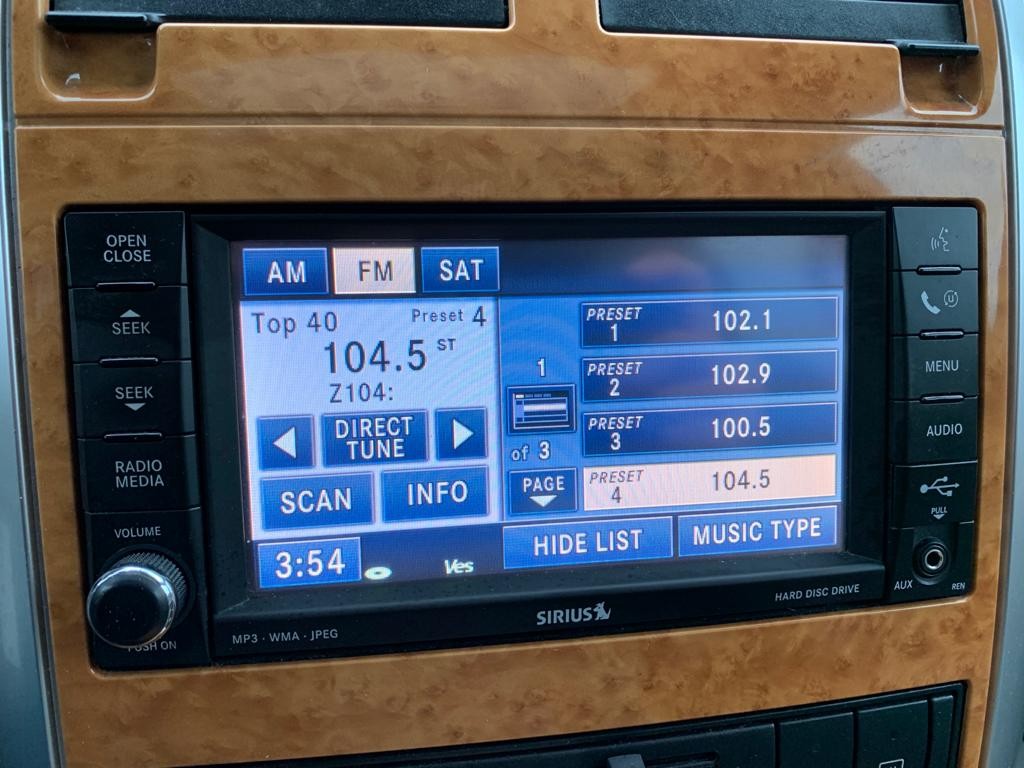 OPEN
CLOSE
SEEK
SEEK
RADIO
MEDIA
VOLUME
PUSH ON
AM FM SAT
Top 40 Preset 4
104.5 ST
Z104:
DIRECT
TUNE
SCAN INFO
3:54
Ves
1
of 3
PAGE
PRESET
1 102.1
PRESET
2 102.9
PRESET
3 100.5
PRESET
4 104.5
HIDE LIST MUSIC TYPE
MP3 · WMA · JPEG
SIRIUS
HARD DISC DRIVE
MENU
AUDIO
PULL
AUX REN